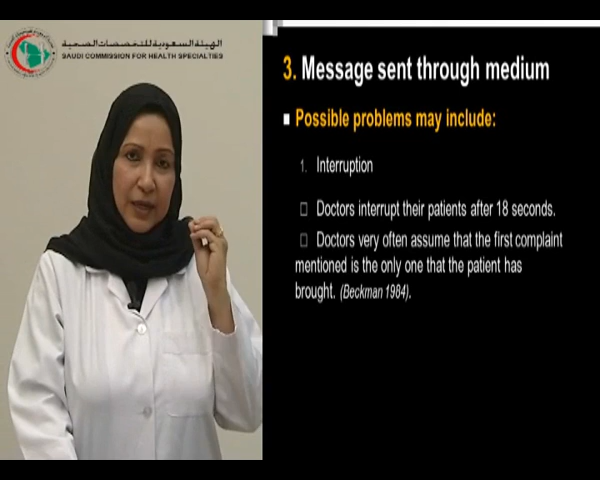 الهيئة السعودية للتخصصات الصحية
SAUDI COMMISSION FOR HEALTH SPECIALTIES
3. Message sent through medium
Possible problems may include:
1. Interruption
Doctors interrupt their patients after 18 seconds.
Doctors very often assume that the first complaint
mentioned is the only one that the patient has
brought. (Beckman 1984).